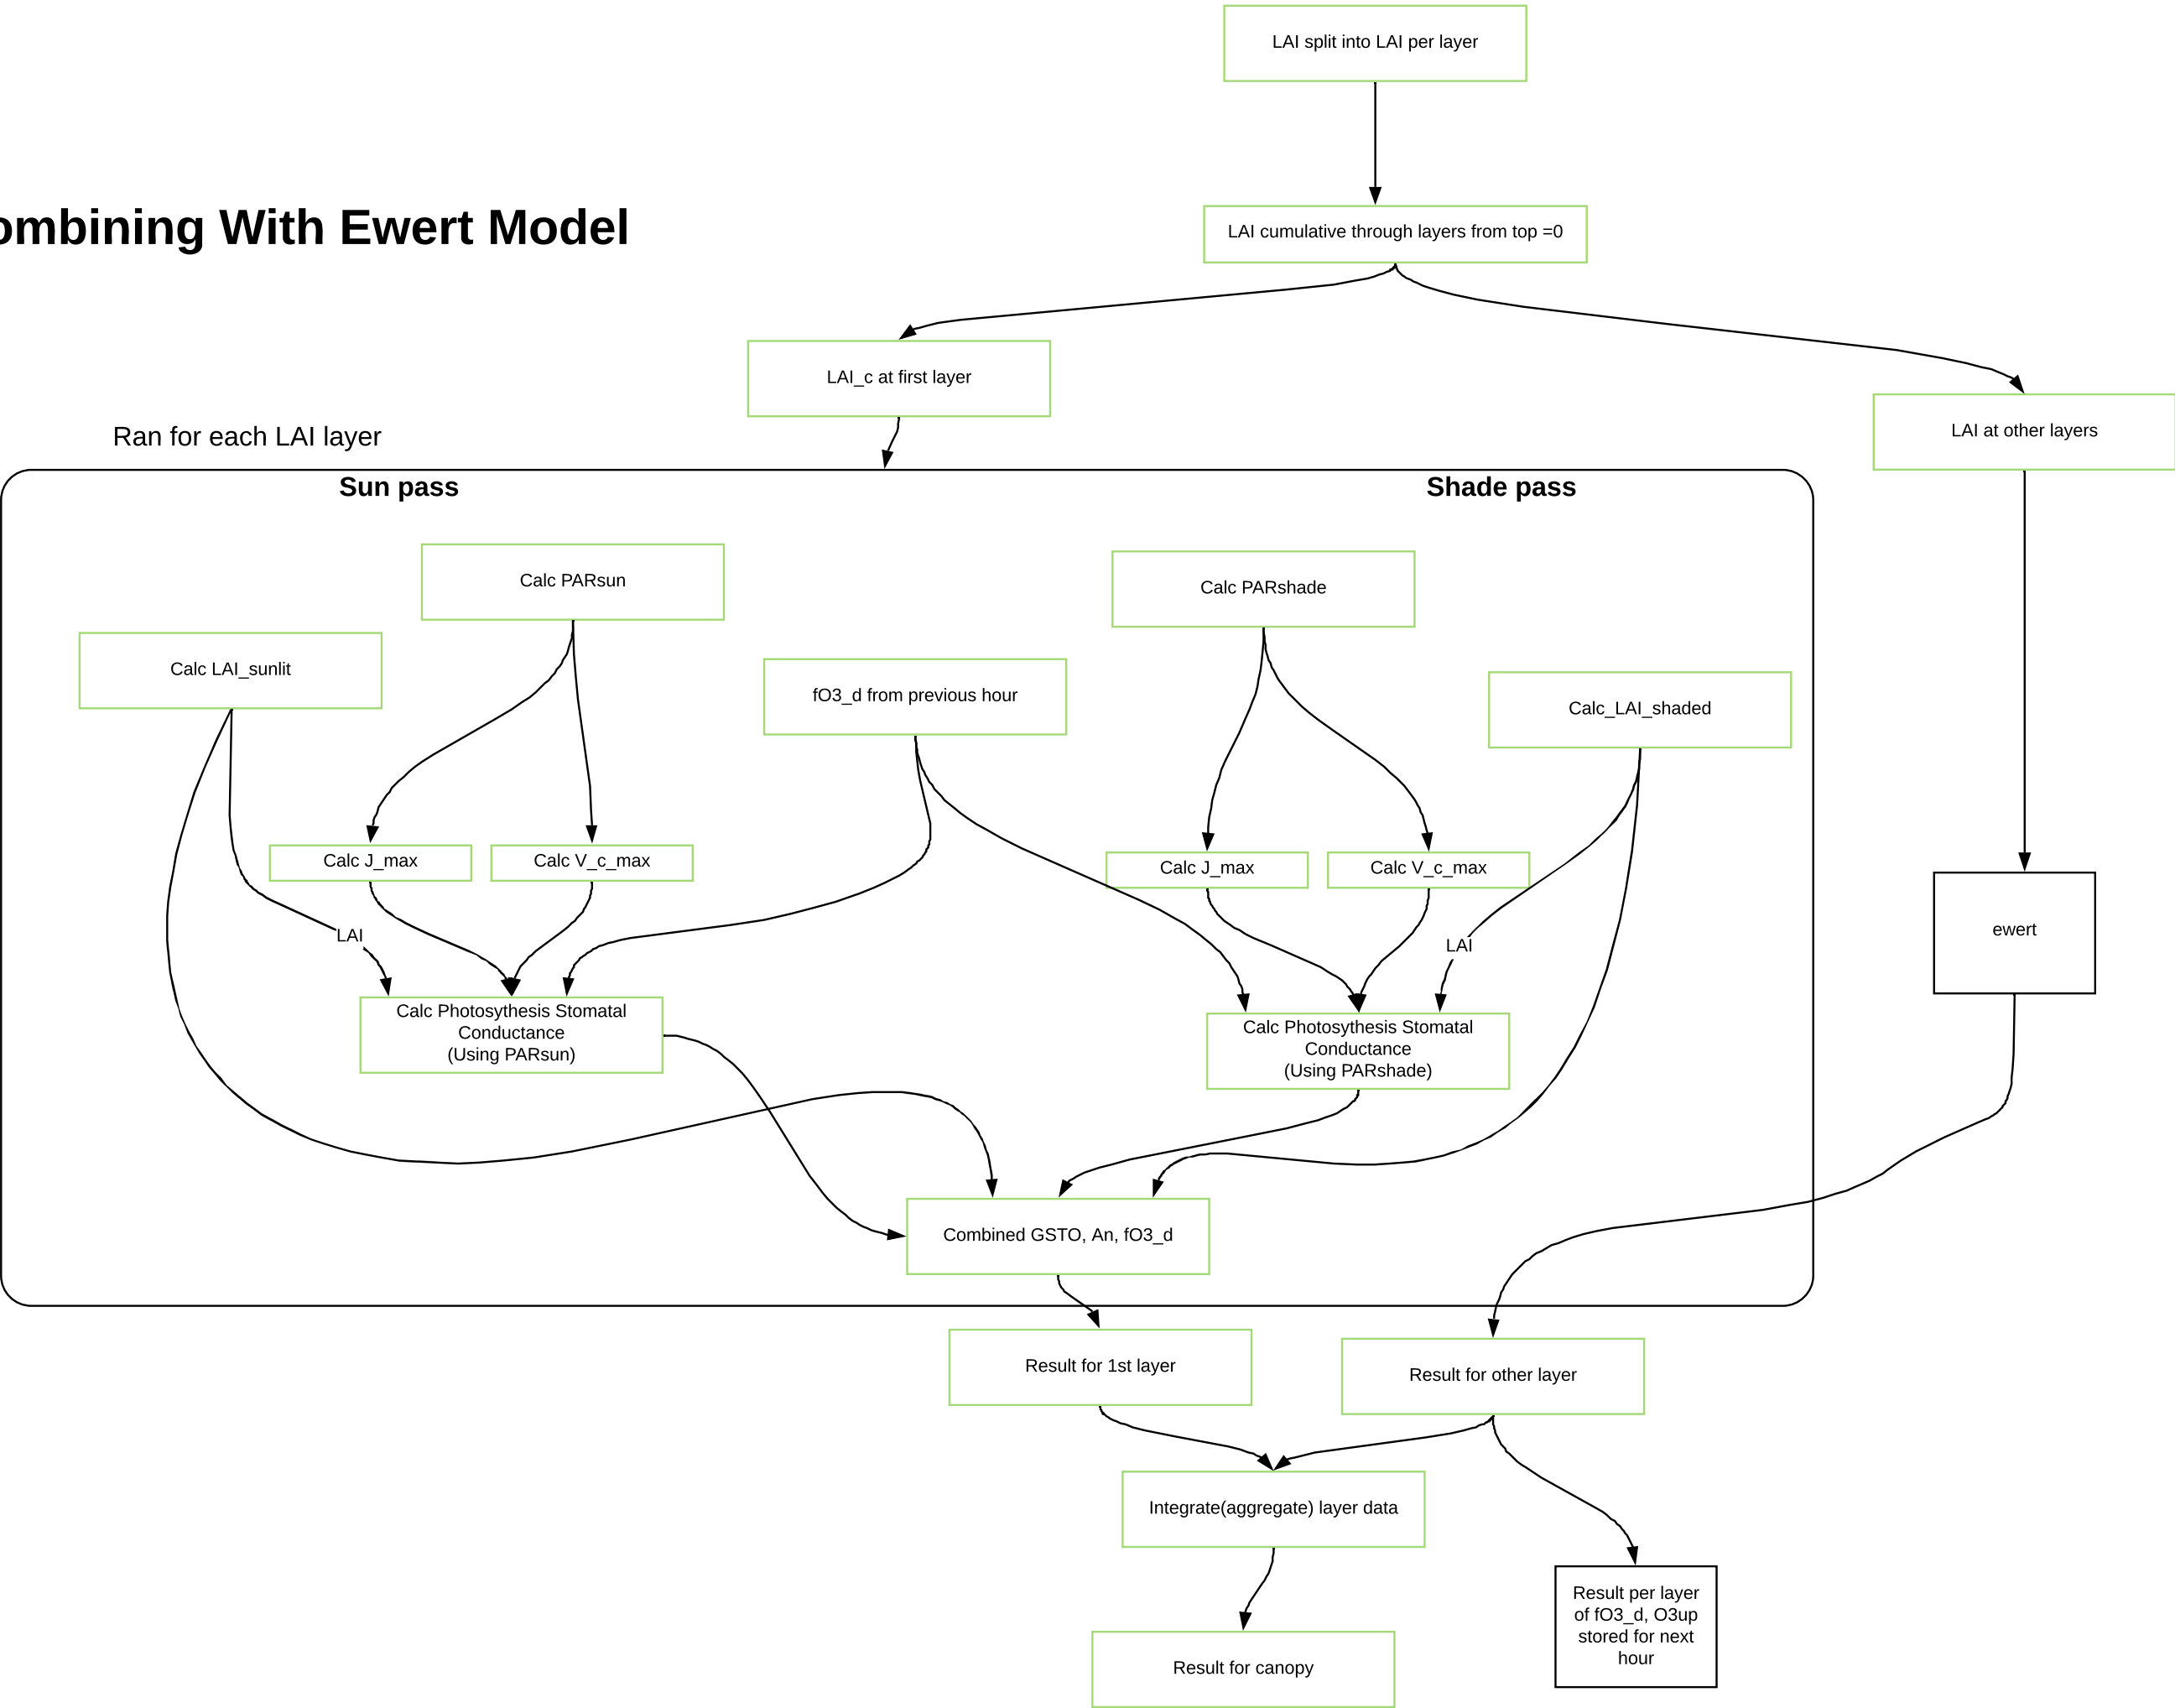 LAI split into LAI per layer
ombining With Ewert Model
LAI cumulative through layers from top =0
LAI_c at first layer
LAI at other layers
Ran for each LAI layer
Sun pass
Shade pass
Calc PARsun
Calc PARshade
Calc LAI_sunlit
fO3_d from previous hour
Calc_LAI_shaded
Calc J_max
Calc V_c_max
Calc J_max
Calc V_c_max
LAI
LAI
ewert
Calc Photosythesis Stomatal
Conductance
(Using PARsun)
Calc Photosythesis Stomatal
Conductance
(Using PARshade)
Combined GSTO, An, fO3_d
Result for 1st layer
Result for other layer
Integrate(aggregate) layer data
Result per layer
of fO3_d, O3up
stored for next
hour
Result for canopy